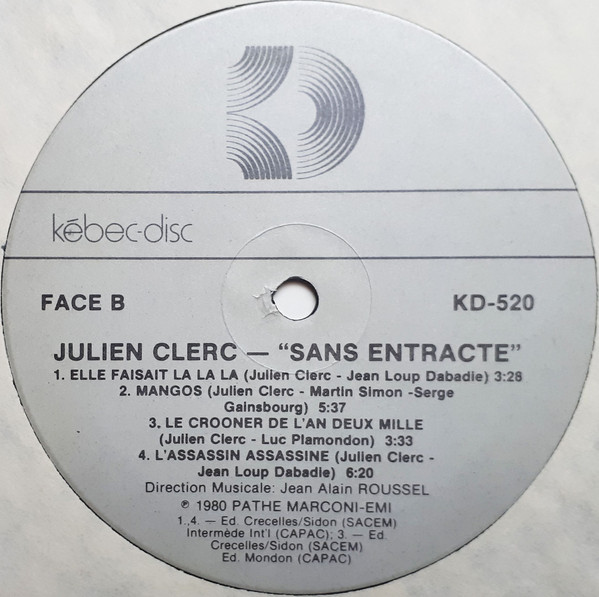 kébec-disc
FACE B
KD-520
JULIEN CLERC — "SANS ENTRACTE"
1. ELLE FAISAIT LA LA LA (Julien Clerc - Jean Loup Dabadie) 3:28
2. MANGOS (Julien Clerc - Martin Simon -Serge
Gainsbourg) 5:37
3. LE CROONER DE L'AN DEUX MILLE
(Julien Clerc - Luc Plamondon) 3:33
4. L'ASSASSIN ASSASSINE (Julien Clerc -
Jean Loup Dabadie) 6:20
Direction Musicale: Jean Alain ROUSSEL
℗ 1980 PATHE MARCONI-EMI
1.,4. — Ed. Crecelles/Sidon (SACEM)
Intermède Int'l (CAPAC); 3. — Ed.
Crecelles/Sidon (SACEM)
Ed. Mondon (CAPAC)